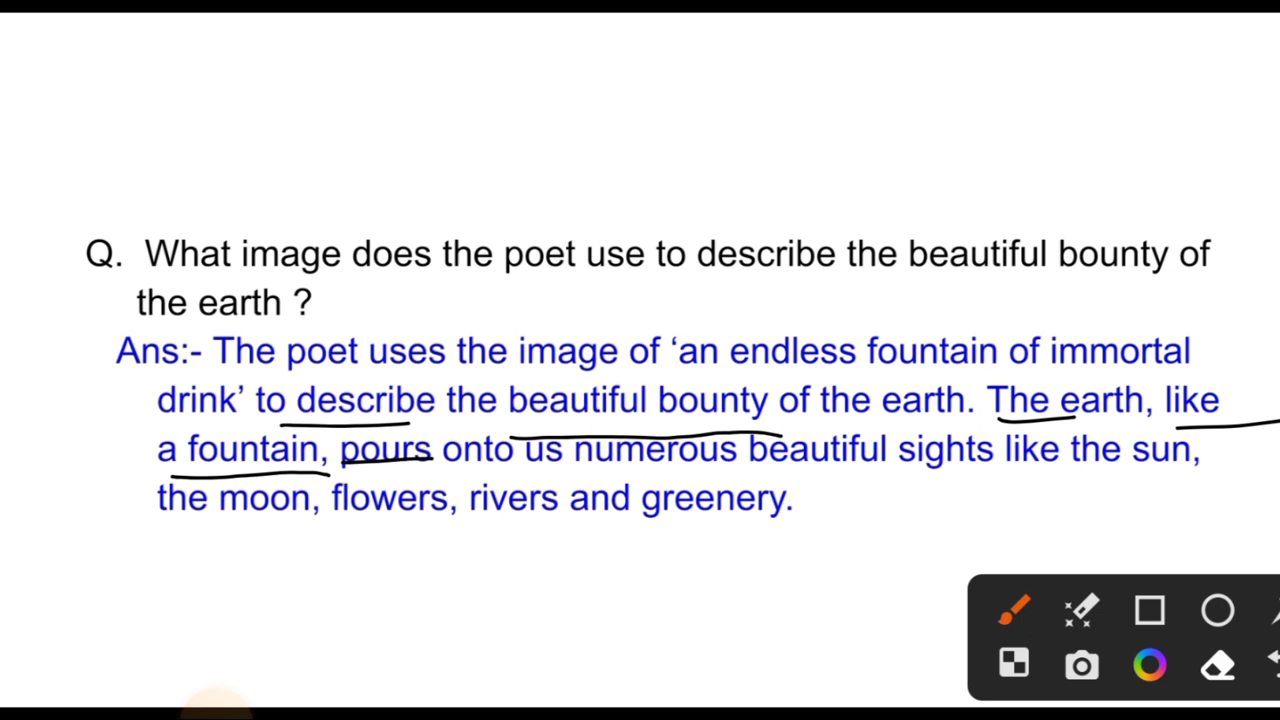 Q. What image does the poet use to describe the beautiful bounty of
the earth ?
Ans:- The poet uses the image of ‘an endless fountain of immortal
drink’ to describe the beautiful bounty of the earth. The earth, like
a fountain, pours onto us numerous beautiful sights like the sun,
the moon, flowers, rivers and greenery.